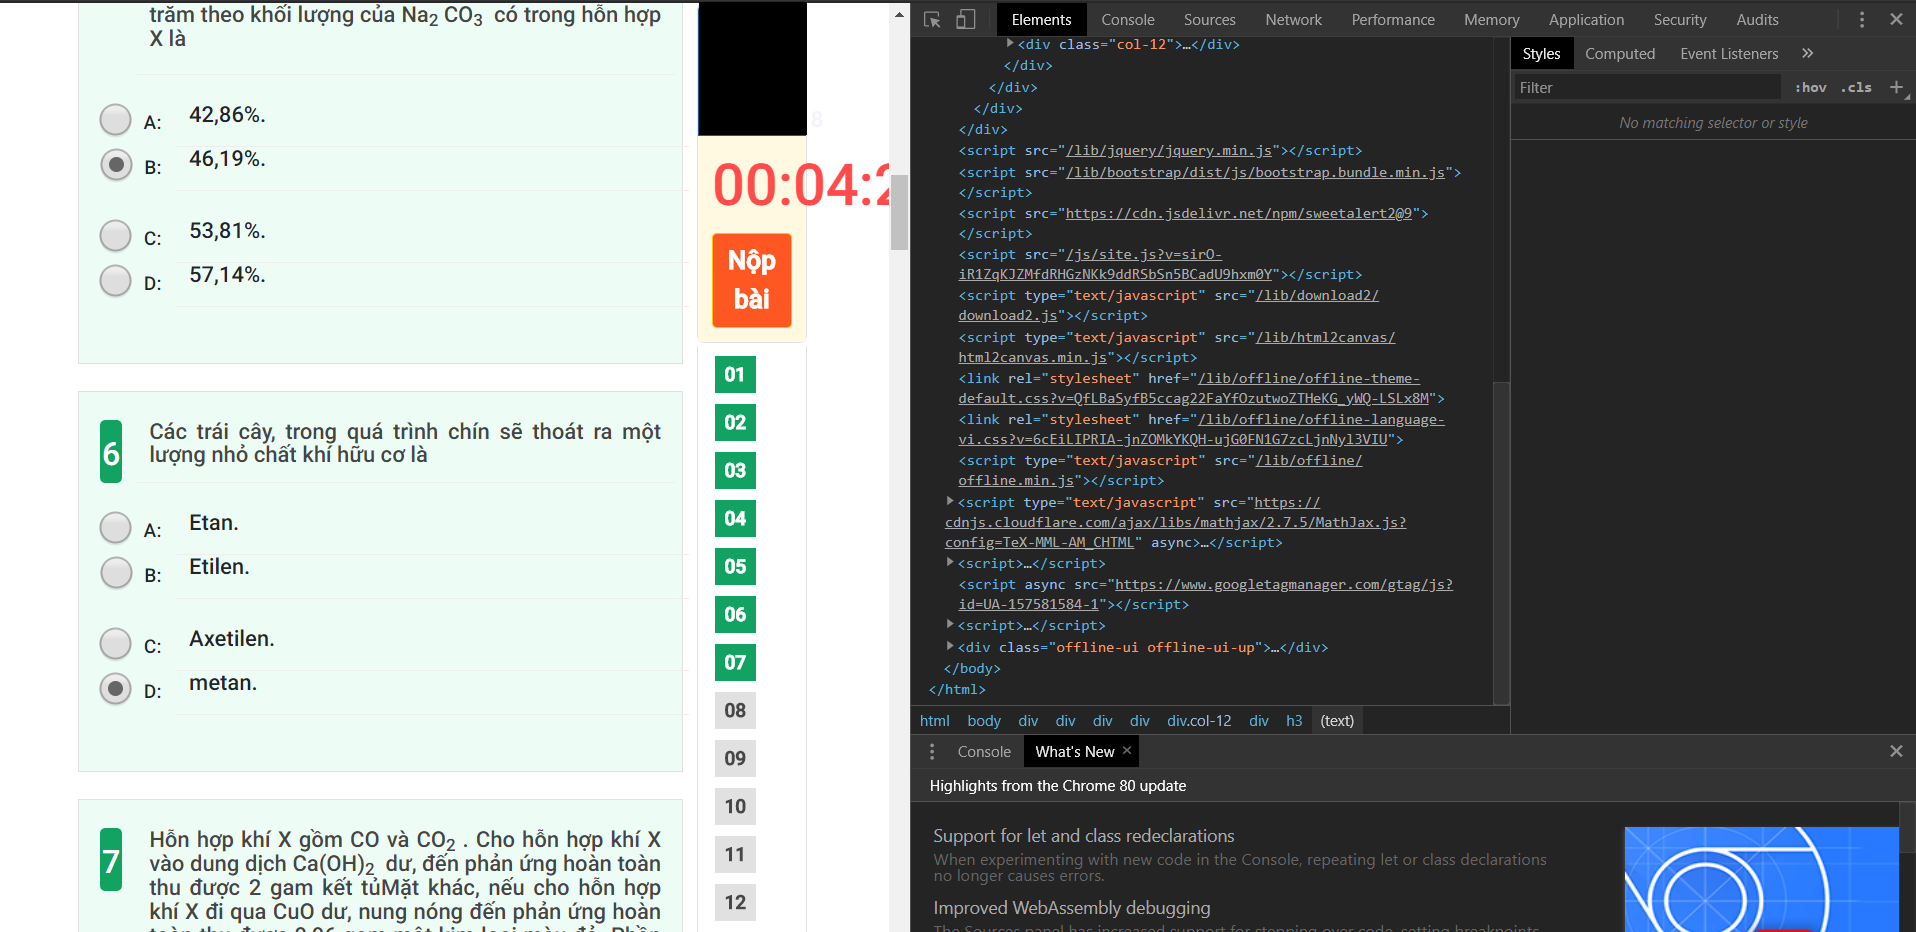 trăm theo khối lượng của Na2 CO3 có trong hỗn hợp
X là
A: 42,86%.
B: 46,19%.
C: 53,81%.
D: 57,14%.
6
Các trái cây, trong quá trình chín sẽ thoát ra một
lượng nhỏ chất khí hữu cơ là
A: Etan.
B: Etilen.
C: Axetilen.
D: metan.
7
Hỗn hợp khí X gồm CO và CO2 . Cho hỗn hợp khí X
vào dung dịch Ca(OH)2 dư, đến phản ứng hoàn toàn
thu được 2 gam kết tủMặt khác, nếu cho hỗn hợp
khí X đi qua CuO dư, nung nóng đến phản ứng hoàn
8
00:04:2
Nộp
bài
01
02
03
04
05
06
07
08
09
10
11
12
Elements Console Sources Network Performance Memory Application Security Audits
<div class="col-12">…</div>
</div>
</div>
</div>
</div>
<script src="/lib/jquery/jquery.min.js"></script>
<script src="/lib/bootstrap/dist/js/bootstrap.bundle.min.js">
</script>
<script src="https://cdn.jsdelivr.net/npm/sweetalert2@9">
</script>
<script src="/js/site.js?v=sirO-
iR1ZqKJZMfdRHGzNKk9ddRSbSn5BCadU9hxm0Y"></script>
<script type="text/javascript" src="/lib/download2/
download2.js"></script>
<script type="text/javascript" src="/lib/html2canvas/
html2canvas.min.js"></script>
<link rel="stylesheet" href="/lib/offline/offline-theme-
default.css?v=QfLBaSyfB5ccag22FaYfOzutwoZTHeKG_yWQ-LSLx8M">
<link rel="stylesheet" href="/lib/offline/offline-language-
vi.css?v=6cEiLIPRIA-jnZOMkYKQH-ujG0FN1G7zcLjnNyl3VIU">
<script type="text/javascript" src="/lib/offline/
offline.min.js"></script>
<script type="text/javascript" src="https://
cdnjs.cloudflare.com/ajax/libs/mathjax/2.7.5/MathJax.js?
config=TeX-MML-AM_CHTML" async>…</script>
<script>…</script>
<script async src="https://www.googletagmanager.com/gtag/js?
id=UA-157581584-1"></script>
<script>…</script>
<div class="offline-ui offline-ui-up">…</div>
</body>
</html>
html body div div div div div.col-12 div h3 (text)
Styles Computed Event Listeners »
Filter :hov .cls +
No matching selector or style
Console What's New ×
Highlights from the Chrome 80 update
Support for let and class redeclarations
When experimenting with new code in the Console, repeating let or class declarations
no longer causes errors.
Improved WebAssembly debugging
The Sources panel has increased support for stepping over code, setting breakpoints,